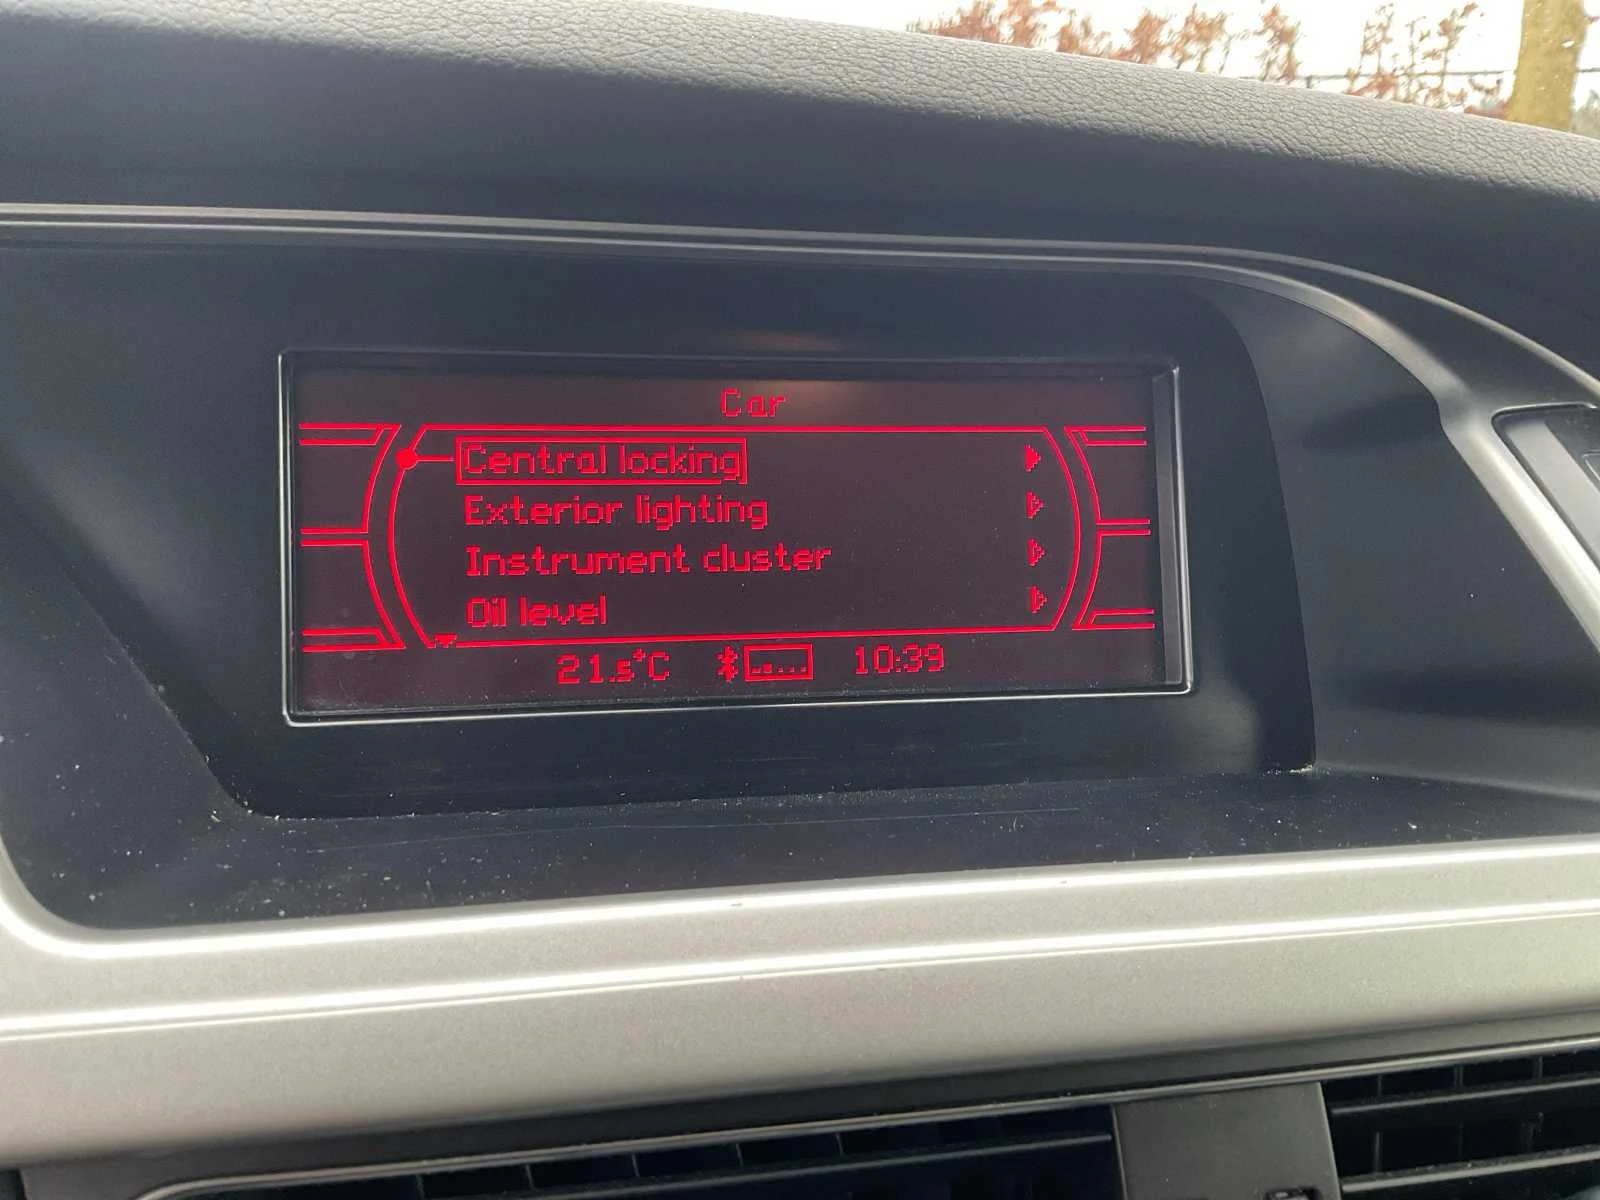 Car
Central locking
Exterior lighting
Instrument cluster
Oil level
21.5°C 10:39